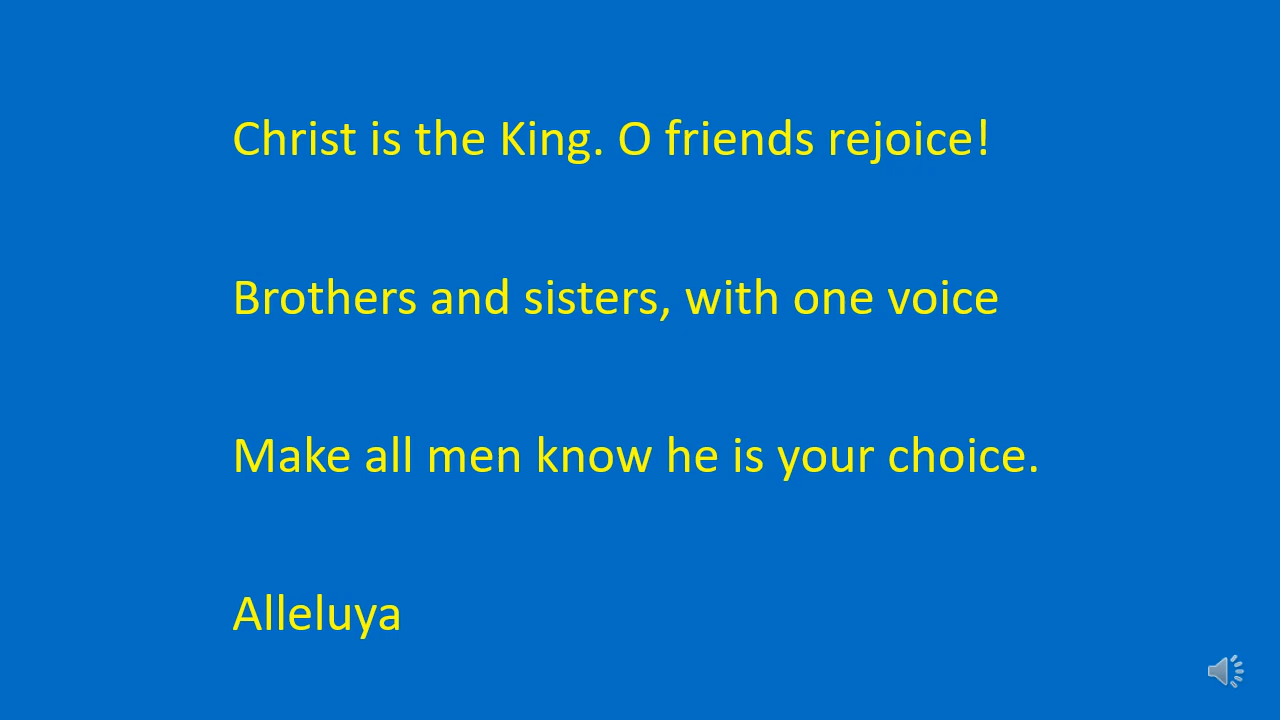 Christ is the King. O friends rejoice!
Brothers and sisters, with one voice
Make all men know he is your choice.
Alleluya